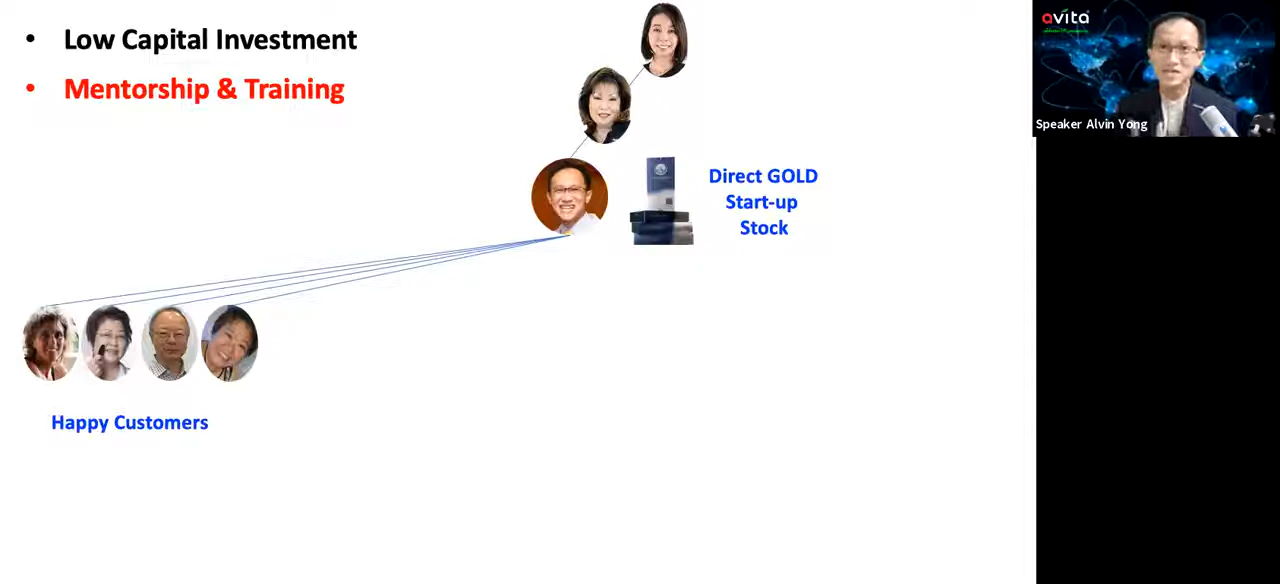 • Low Capital Investment
• Mentorship & Training
Direct GOLD
Start-up
Stock
Happy Customers
avita
Speaker Alvin Yong